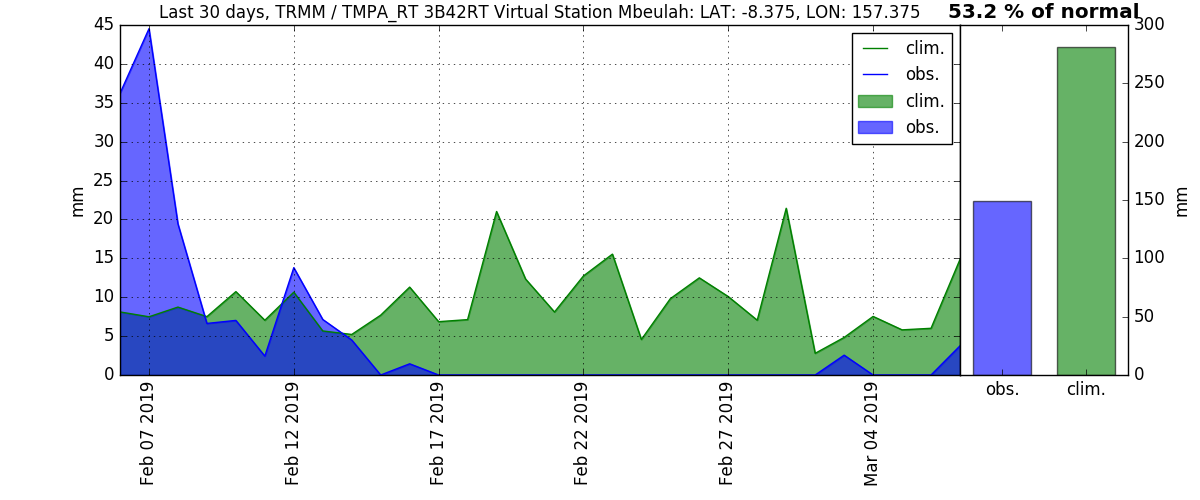 Last 30 days, TRMM / TMPA_RT 3B42RT Virtual Station Mbeulah: LAT: -8.375, LON: 157.375
53.2 % of normal
45
40
35
30
25
20
15
10
5
0
mm
clim.
obs.
clim.
obs.
Feb 07 2019
Feb 12 2019
Feb 17 2019
Feb 22 2019
Feb 27 2019
Mar 04 2019
300
250
200
150
100
50
0
mm
obs.
clim.